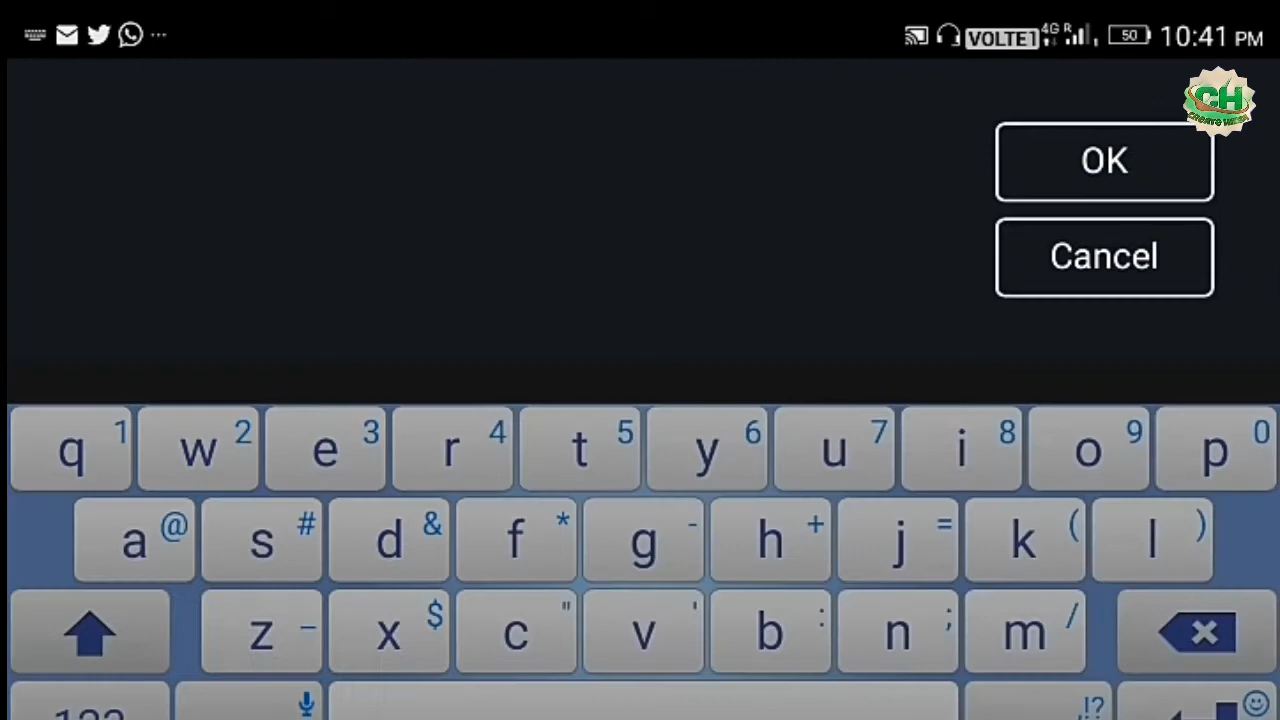 VOLTE1 4G R 50 10:41 PM
CH
OK
Cancel
q 1 w 2 e 3 r 4 t 5 y 6 u 7 i 8 o 9 p 0
a @ s # d & f * g - h + j = k ( l )
z _ x $ c " v ' b : n ; m /
123 ,!?